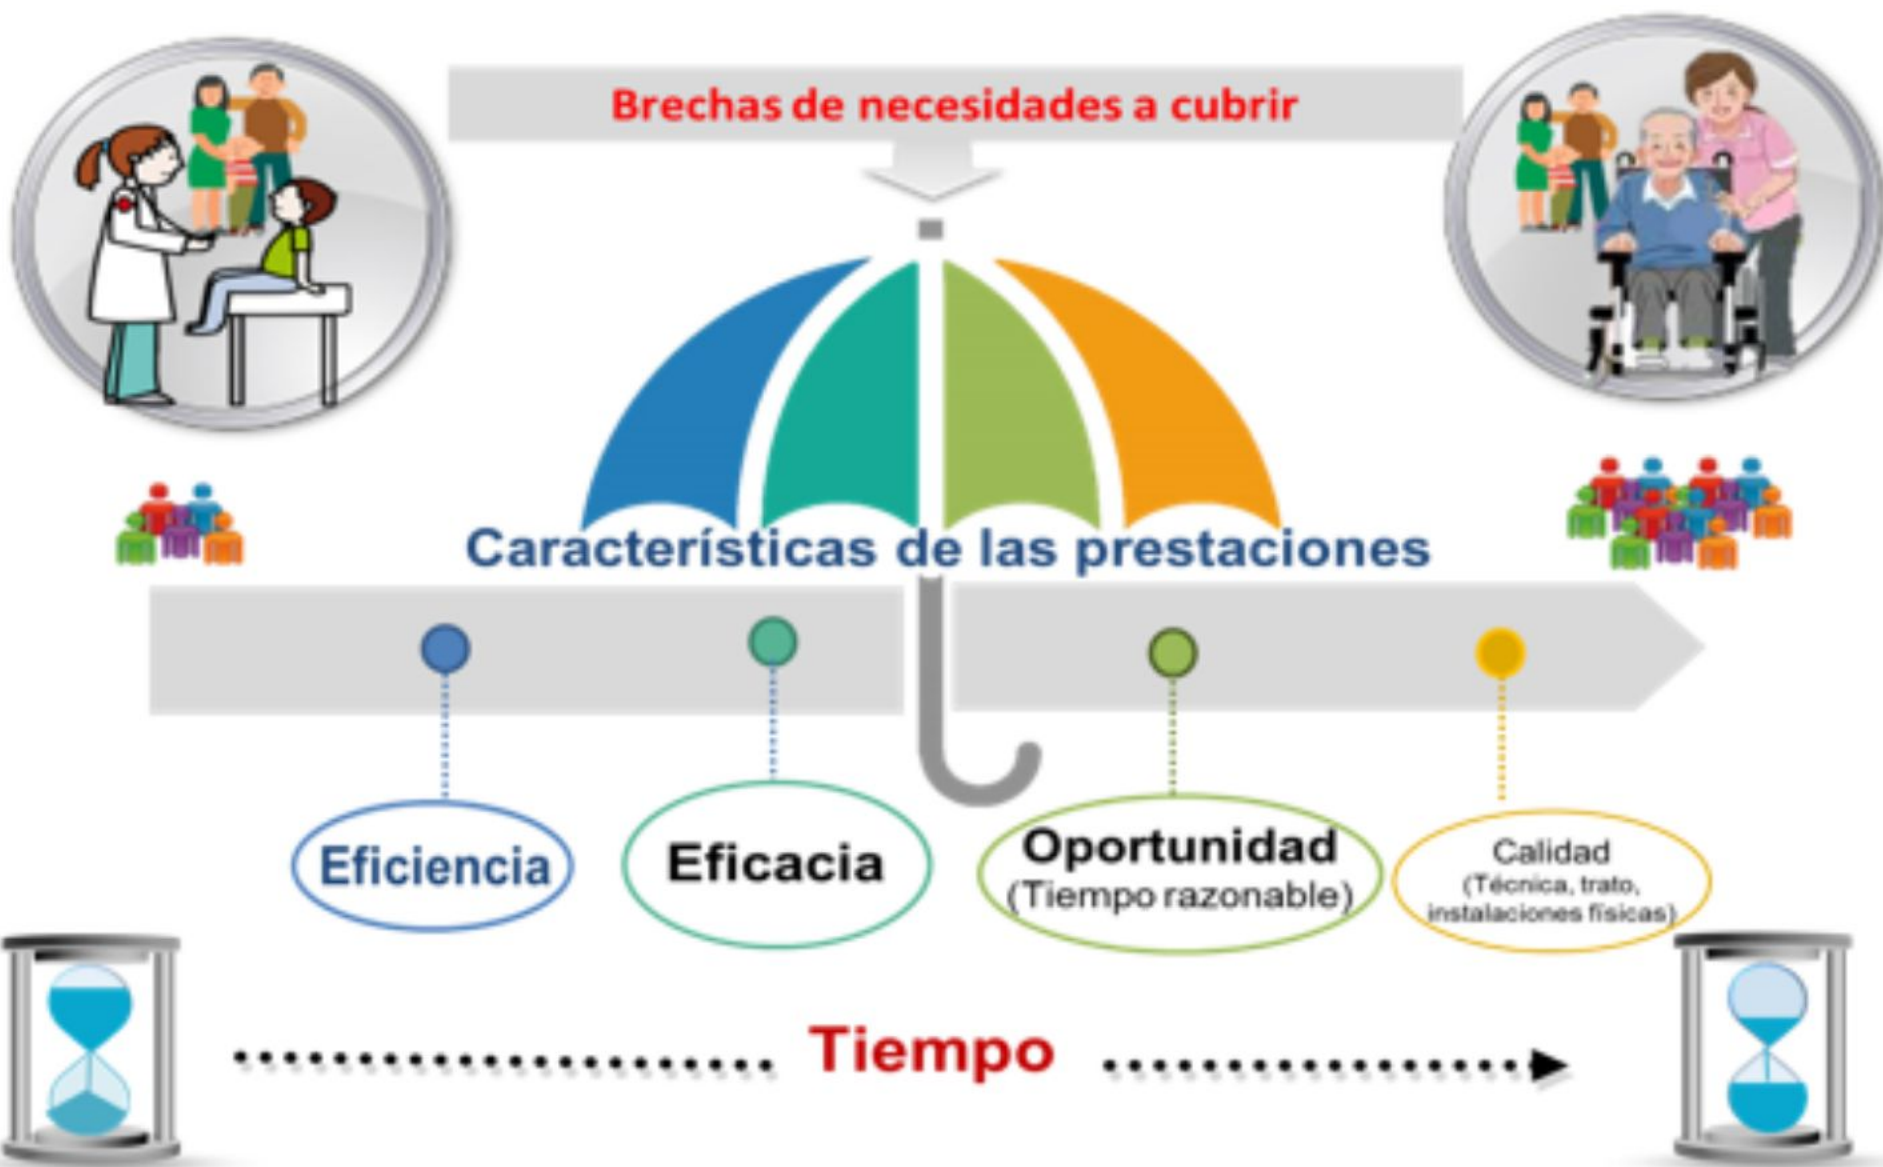 Brechas de necesidades a cubrir
Características de las prestaciones
Eficiencia
Eficacia
Oportunidad
(Tiempo razonable)
Calidad
(Técnica, trato,
instalaciones físicas)
Tiempo